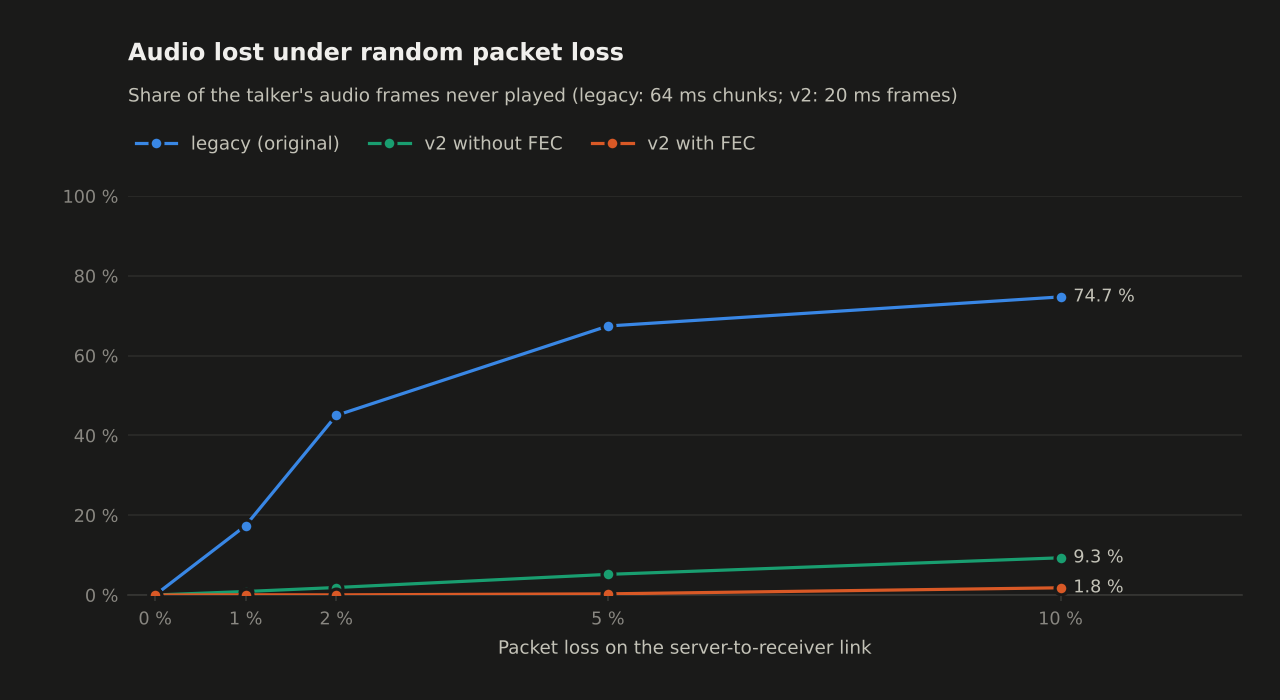 Audio lost under random packet loss
Share of the talker's audio frames never played (legacy: 64 ms chunks; v2: 20 ms frames)
legacy (original) v2 without FEC v2 with FEC
100 %
80 %
74.7 %
60 %
40 %
20 %
9.3 %
1.8 %
0 %
0 % 1 % 2 % 5 % 10 %
Packet loss on the server-to-receiver link